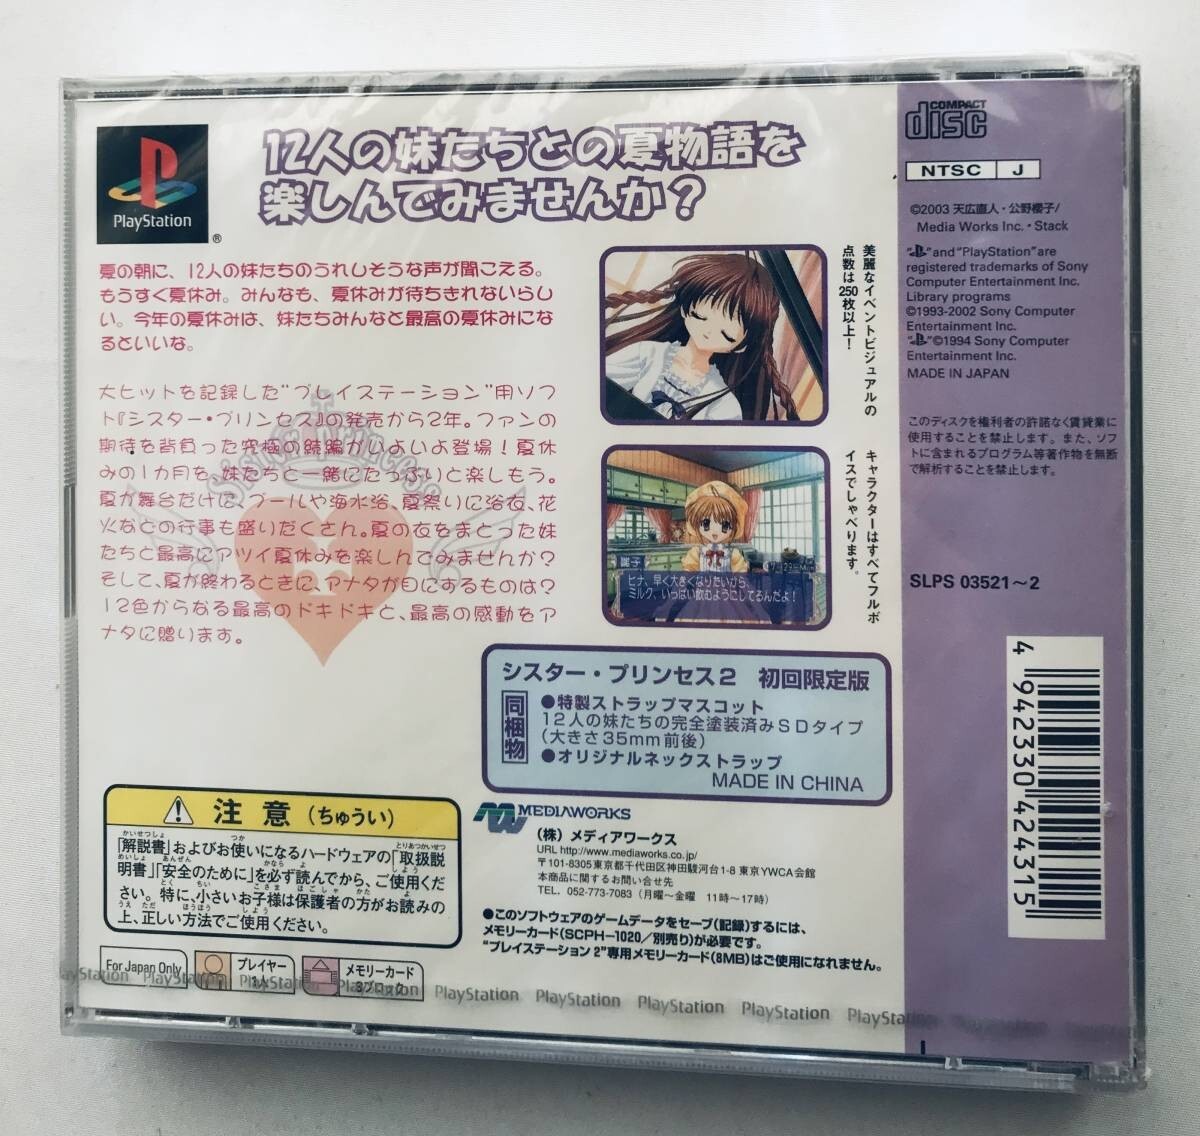 PlayStation
®
12人の妹たちとの夏物語を
楽しんでみませんか？
夏の朝に、12人の妹たちのうれしそうな声が聞こえる。
もうすぐ夏休み。みんなも、夏休みが待ちきれないらし
い。今年の夏休みは、妹たちみんなと最高の夏休みにな
るといいな。
大ヒットを記録した"プレイステーション"用ソフ
ト『シスター・プリンセス』の発売から2年。ファンの
期待を背負った究極の続編がいよいよ登場！夏休
みの1カ月を、妹たちと一緒にたっぷりと楽しもう。
夏が舞台だけに、プールや海水浴、夏祭りに浴衣、花
火などの行事も盛りだくさん。夏の衣をまとった妹
たちと最高にアツイ夏休みを楽しんでみませんか？
そして、夏が終わるときに、アナタが目にするものは？
12色からなる最高のドキドキと、最高の感動をア
ナタに贈ります。
美麗なイベントビジュアルの
点数は250枚以上！
キャラクターはすべてフルボ
イスでしゃべります。
雛子
ヒナ、早く大きくなりたいから、
ミルク、いっぱい飲むようにしてるんだよ！
シスター・プリンセス2 初回限定版
同梱物
●特製ストラップマスコット
12人の妹たちの完全塗装済みSDタイプ
（大きさ35mm前後）
●オリジナルネックストラップ
MADE IN CHINA
MEDIAWORKS
（株）メディアワークス
URL http://www.mediaworks.co.jp/
〒101-8305東京都千代田区神田駿河台1-8 東京YWCA会館
本商品に関するお問い合せ先
TEL. 052-773-7083（月曜〜金曜 11時〜17時）
●このソフトウェアのゲームデータをセーブ（記録）するには、
メモリーカード（SCPH-1020／別売り）が必要です。
"プレイステーション 2"専用メモリーカード（8MB）はご使用になれません。
注意（ちゅうい）
「解説書」およびお使いになるハードウェアの「取扱説
明書」「安全のために」を必ず読んでから、ご使用くだ
さい。特に、小さいお子様は保護者の方がお読みの
上、正しい方法でご使用ください。
For Japan Only
プレイヤー
1人
メモリーカード
3ブロック
PlayStation PlayStation PlayStation PlayStation PlayStation
COMPACT
disc
NTSC J
©2003 天広直人・公野櫻子/
Media Works Inc.・Stack
"PS" and "PlayStation" are
registered trademarks of Sony
Computer Entertainment Inc.
Library programs
©1993-2002 Sony Computer
Entertainment Inc.
"PS" ©1994 Sony Computer
Entertainment Inc.
MADE IN JAPAN
このディスクを権利者の許諾なく賃貸業に
使用することを禁止します。また、ソフ
トに含まれるプログラム等著作物を無断
で解析することを禁止します。
SLPS 03521〜2
4 942330 424315